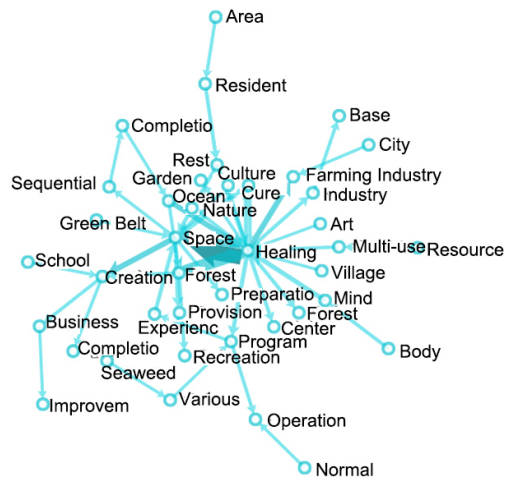 Area
Resident
Base
Completio
City
Rest
Garden
Culture
Farming Industry
Sequential
Ocean
Cure
Industry
Nature
Green Belt
Art
Space
Healing
Multi-use
Resource
School
Creation
Forest
Village
Preparatio
Mind
Business
Experienc
Provision
Forest
Center
Completio
Program
Body
Seaweed
Recreation
Improvem
Various
Operation
Normal